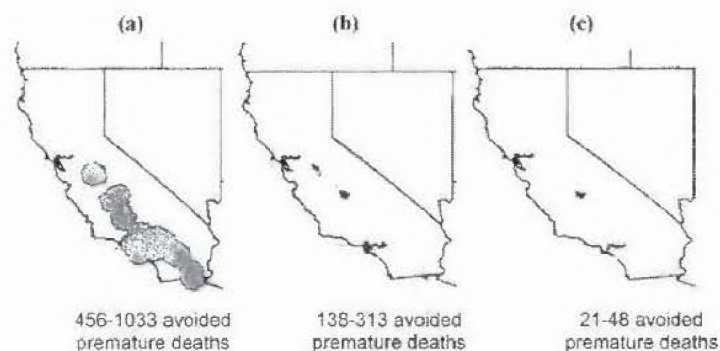 (a) (b) (c)
456-1033 avoided
premature deaths
138-313 avoided
premature deaths
21-48 avoided
premature deaths